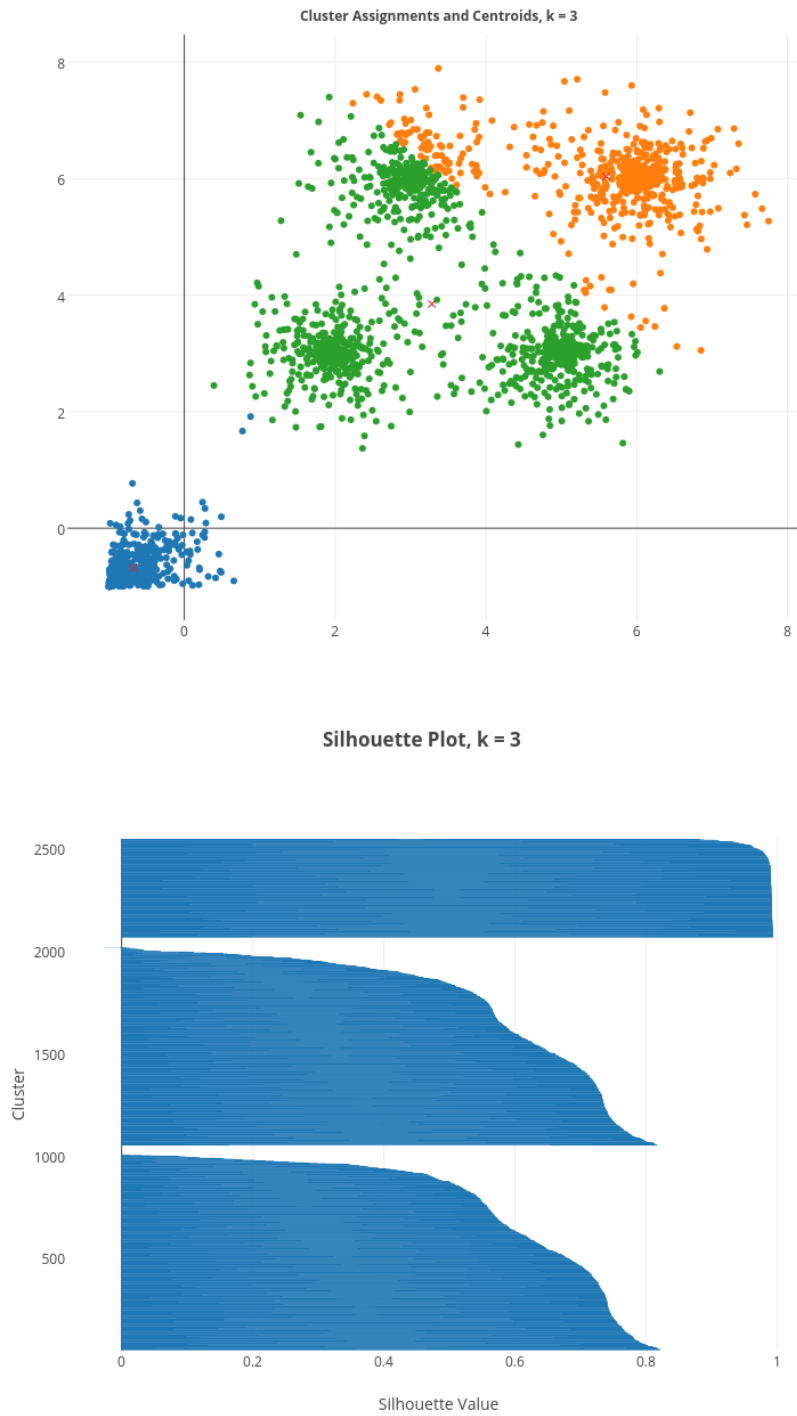 Cluster Assignments and Centroids, k = 3
8
6
4
2
0
0 2 4 6 8
Silhouette Plot, k = 3
2500
2000
1500
1000
500
Cluster
0 0.2 0.4 0.6 0.8 1
Silhouette Value